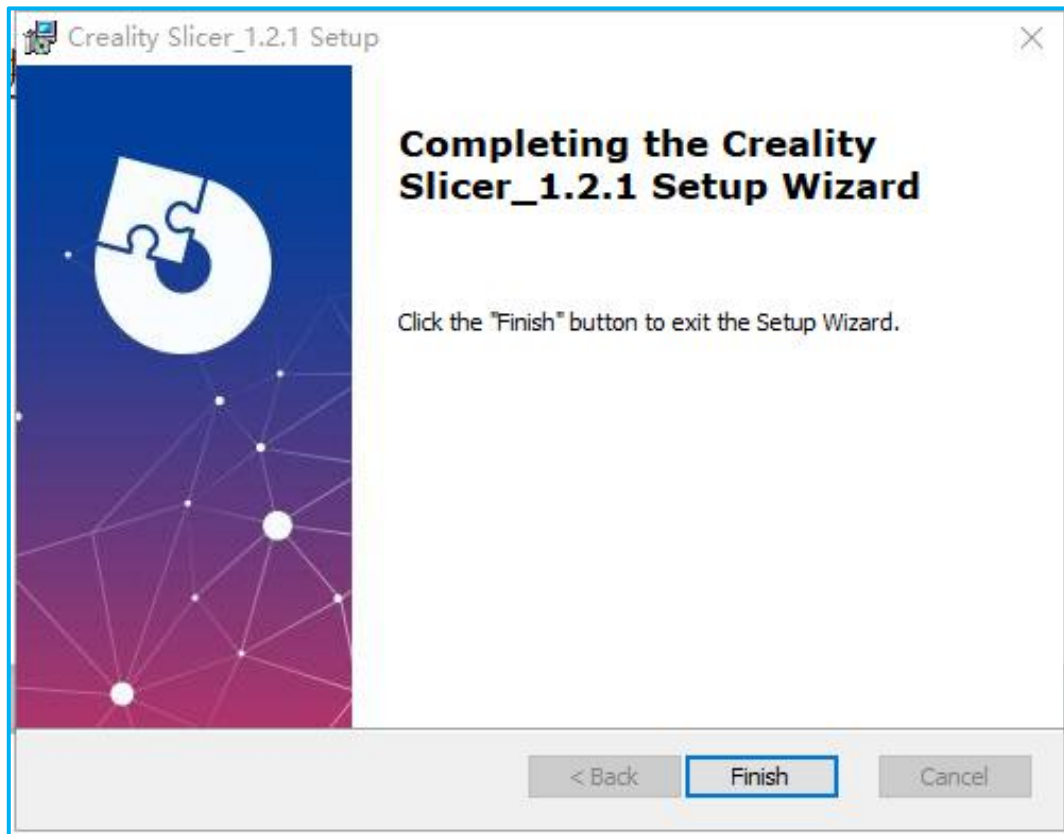 Creality Slicer_1.2.1 Setup
Completing the Creality
Slicer_1.2.1 Setup Wizard
Click the "Finish" button to exit the Setup Wizard.
< Back
Finish
Cancel